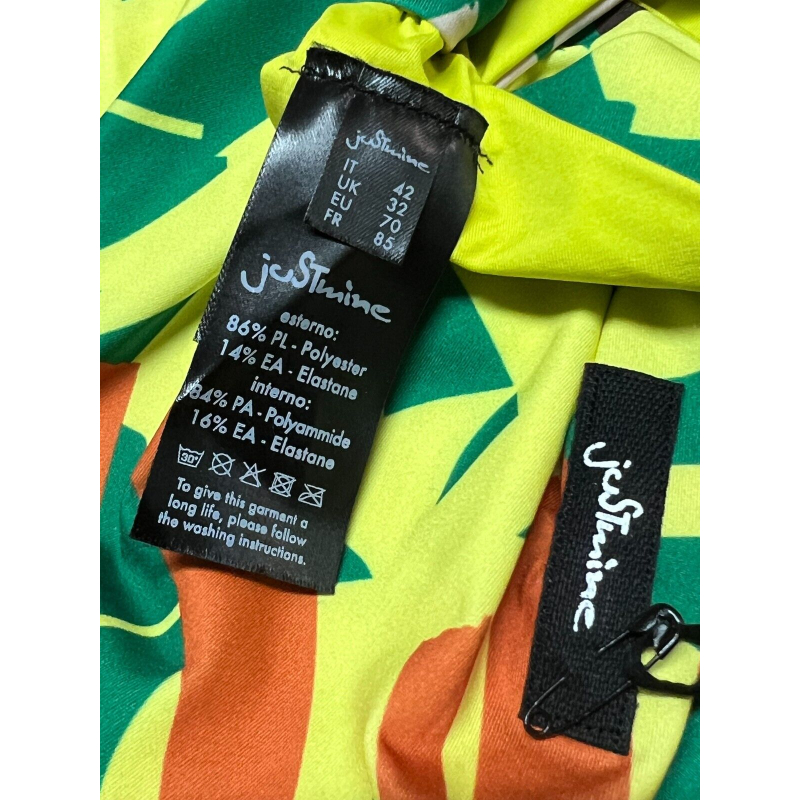 juSTmine
IT 42
UK 32
EU 70
FR 85
juSTmine
esterno:
86% PL - Polyester
14% EA - Elastane
interno:
84% PA - Polyammide
16% EA - Elastane
30°
To give this garment a
long life, please follow
the washing instructions.
juSTmine